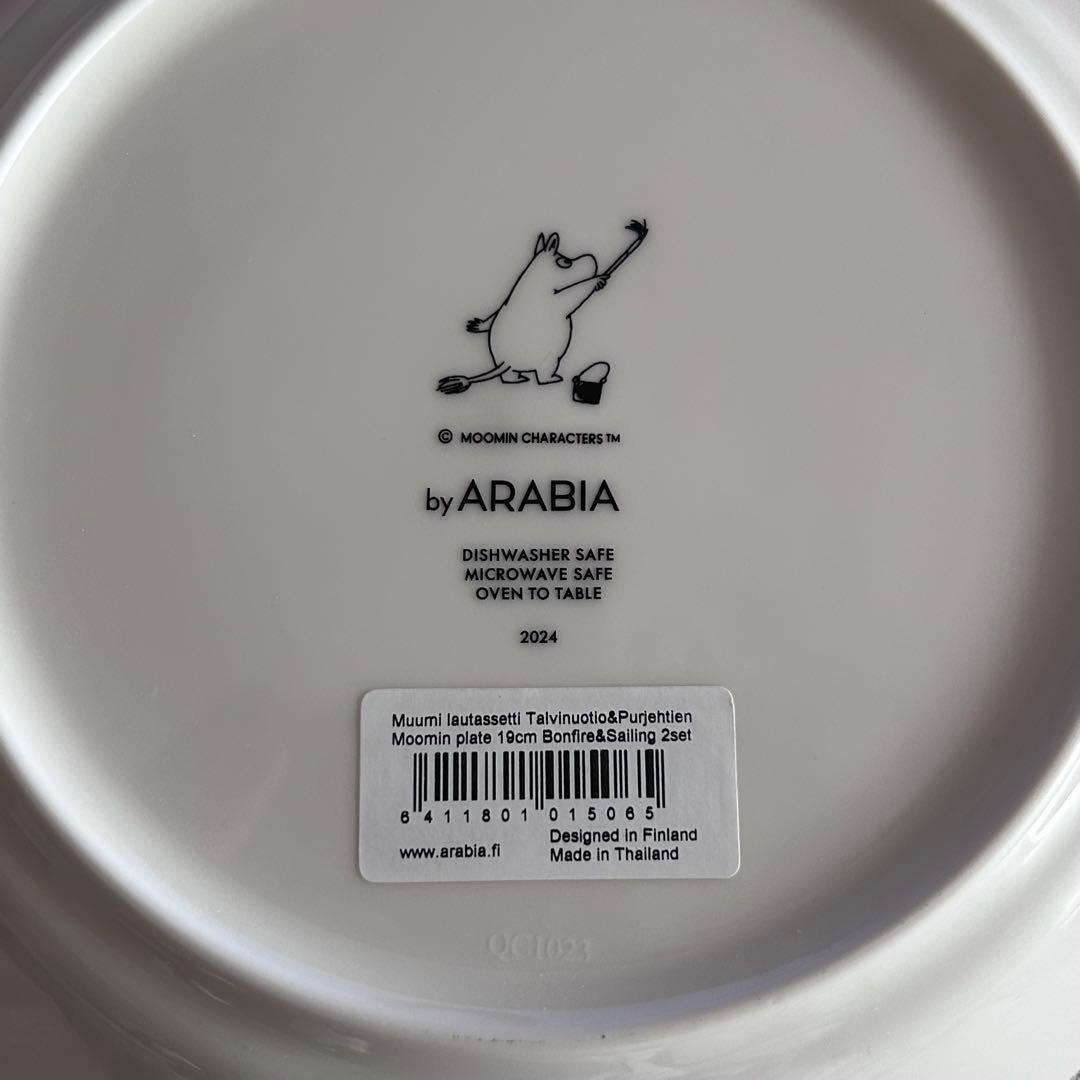 © MOOMIN CHARACTERS™
by ARABIA
DISHWASHER SAFE
MICROWAVE SAFE
OVEN TO TABLE
2024
Muumi lautassetti Talvinuotio&Purjehtien
Moomin plate 19cm Bonfire&Sailing 2set
6 411801 015065
Designed in Finland
www.arabia.fi Made in Thailand
QC1023